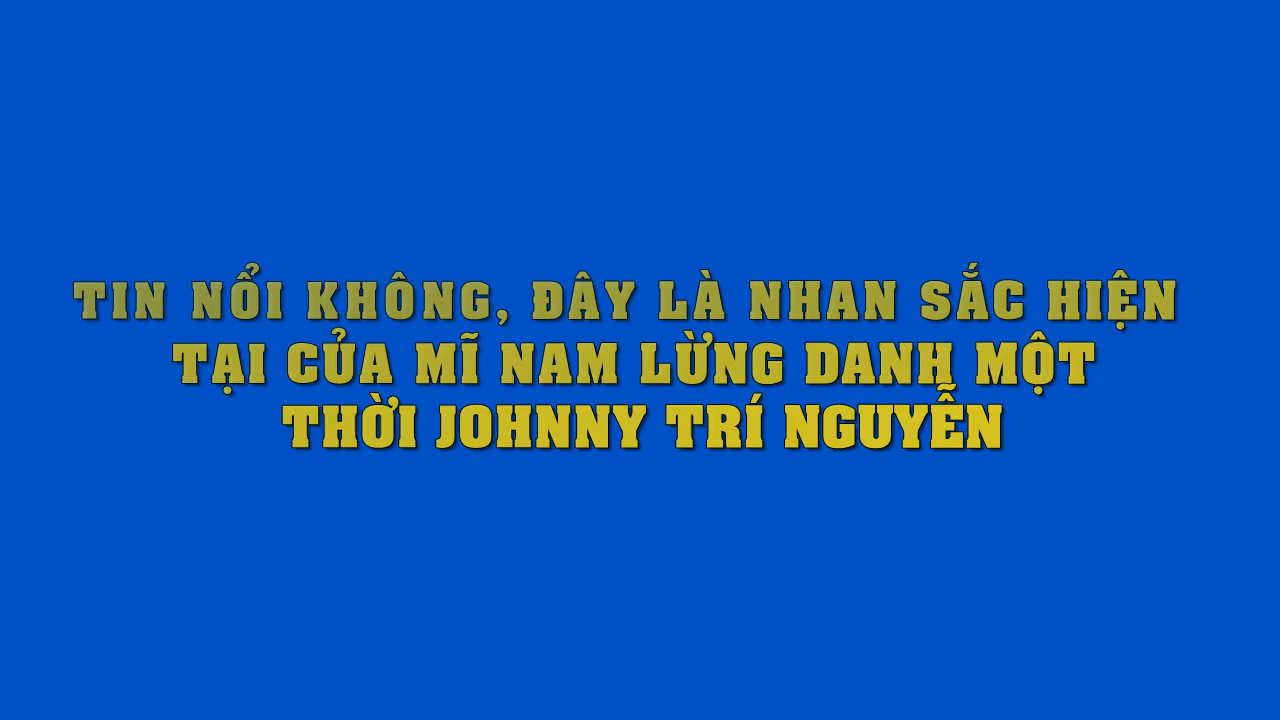 TIN NỔI KHÔNG, ĐÂY LÀ NHAN SẮC HIỆN
TẠI CỦA MĨ NAM LỪNG DANH MỘT
THỜI JOHNNY TRÍ NGUYỄN